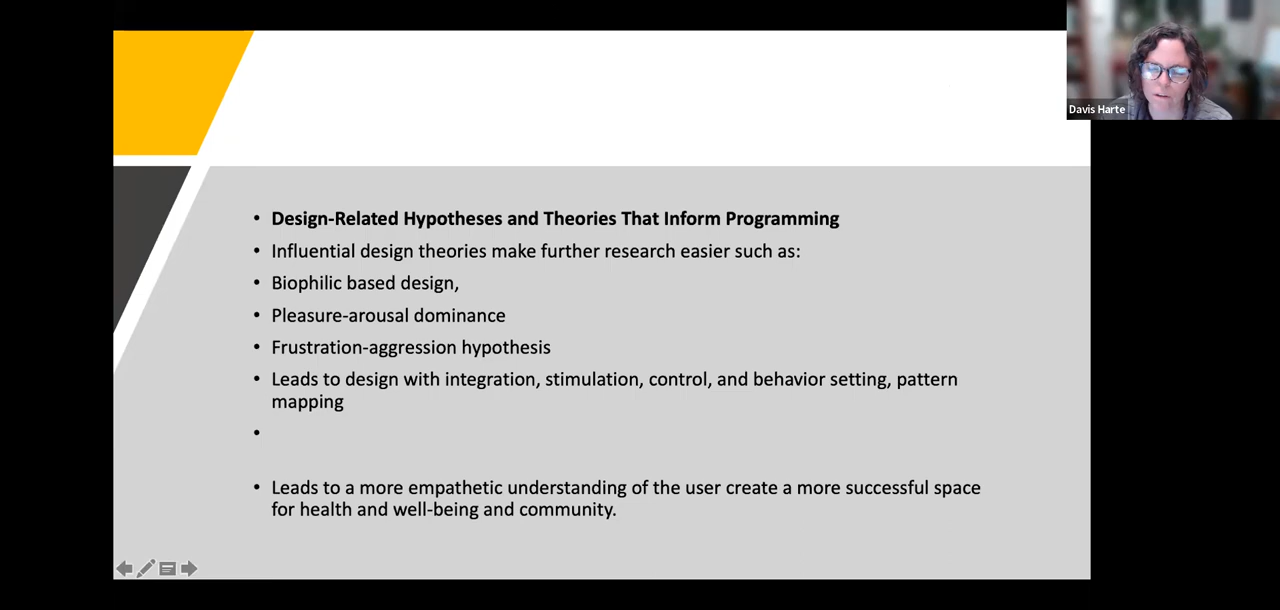 Davis Harte
• Design-Related Hypotheses and Theories That Inform Programming
• Influential design theories make further research easier such as:
• Biophilic based design,
• Pleasure-arousal dominance
• Frustration-aggression hypothesis
• Leads to design with integration, stimulation, control, and behavior setting, pattern
mapping
•
• Leads to a more empathetic understanding of the user create a more successful space
for health and well-being and community.